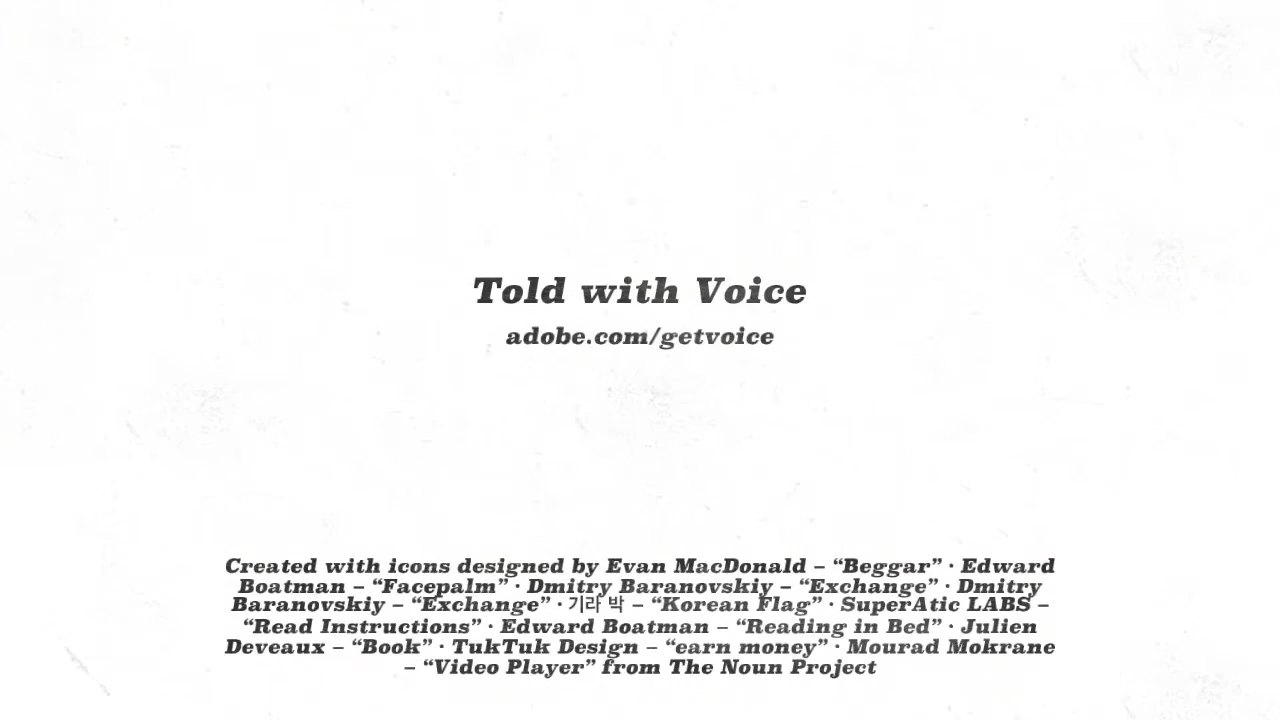 Told with Voice
adobe.com/getvoice
Created with icons designed by Evan MacDonald – “Beggar” · Edward
Boatman – “Facepalm” · Dmitry Baranovskiy – “Exchange” · Dmitry
Baranovskiy – “Exchange” · 기라 박 – “Korean Flag” · SuperAtic LABS –
“Read Instructions” · Edward Boatman – “Reading in Bed” · Julien
Deveaux – “Book” · TukTuk Design – “earn money” · Mourad Mokrane
– “Video Player” from The Noun Project